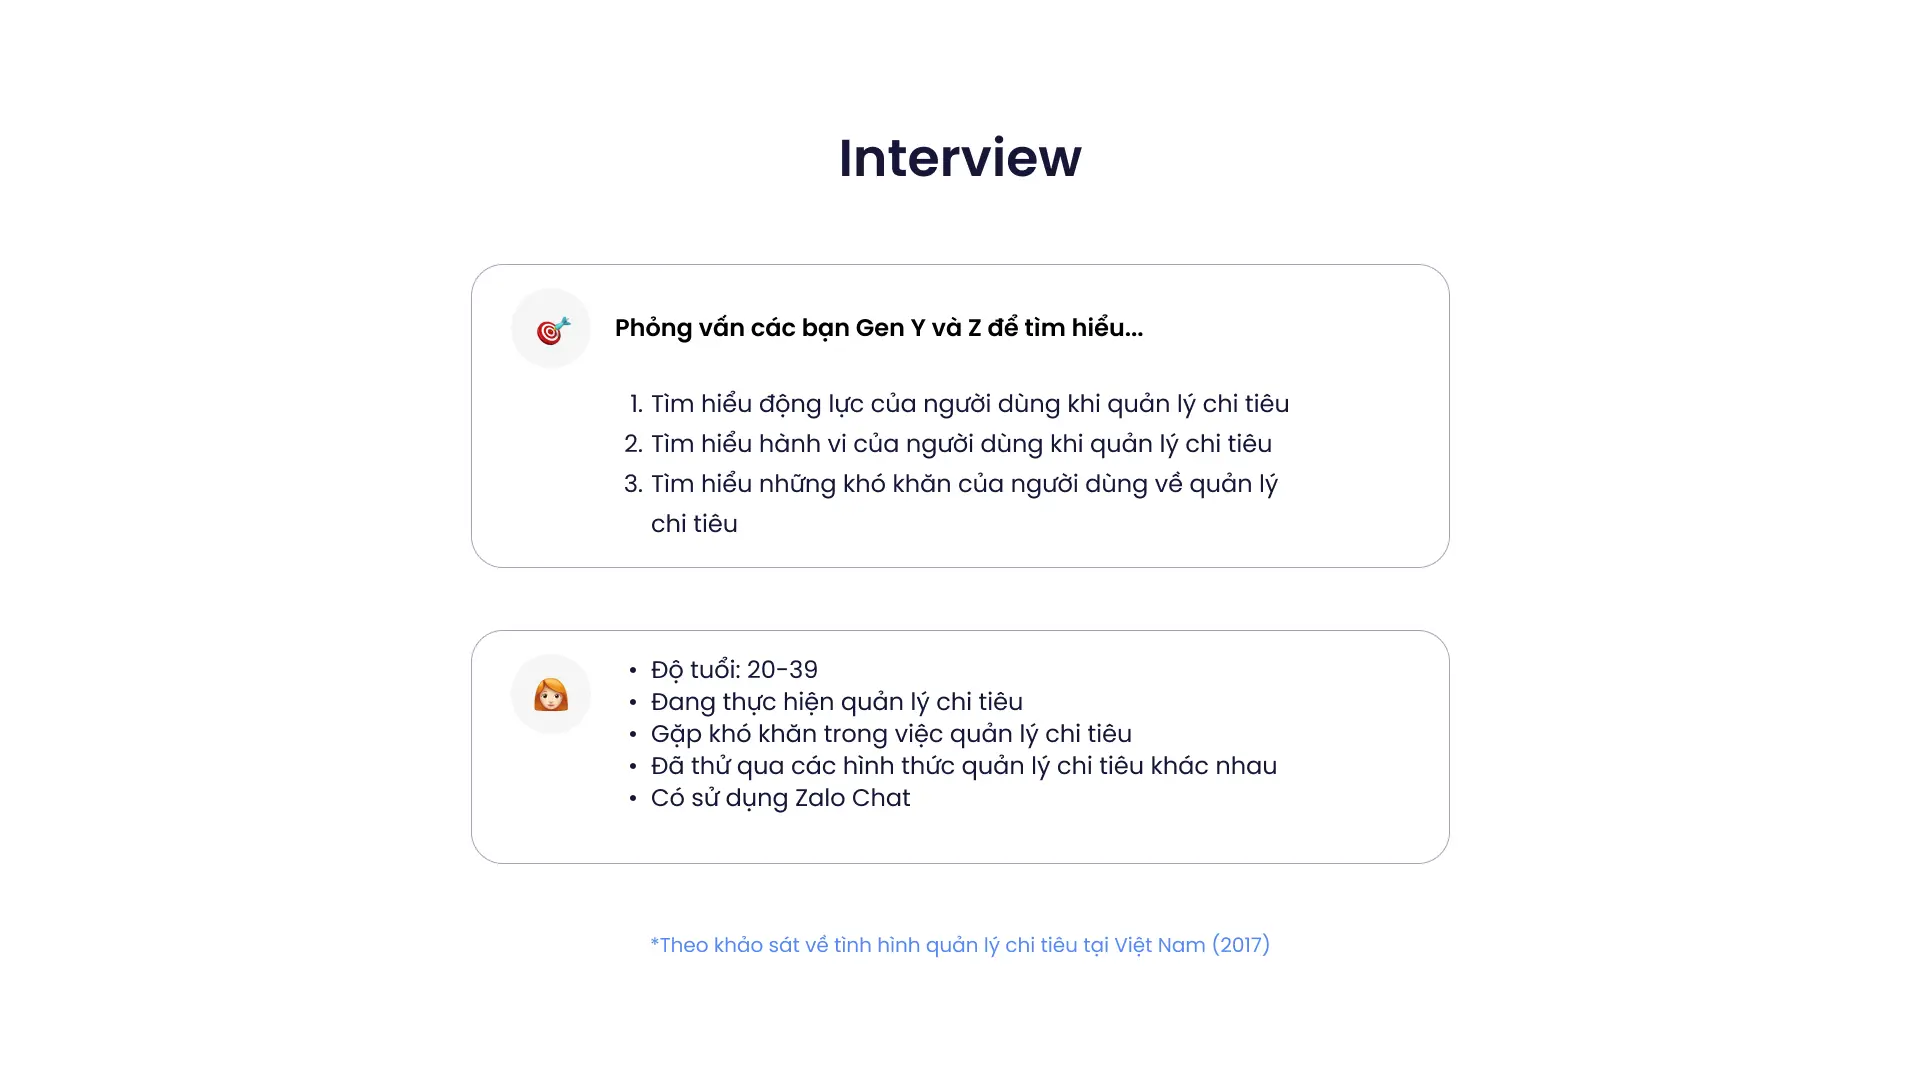 Interview
Phỏng vấn các bạn Gen Y và Z để tìm hiểu...
1. Tìm hiểu động lực của người dùng khi quản lý chi tiêu
2. Tìm hiểu hành vi của người dùng khi quản lý chi tiêu
3. Tìm hiểu những khó khăn của người dùng về quản lý
chi tiêu
• Độ tuổi: 20-39
• Đang thực hiện quản lý chi tiêu
• Gặp khó khăn trong việc quản lý chi tiêu
• Đã thử qua các hình thức quản lý chi tiêu khác nhau
• Có sử dụng Zalo Chat
*Theo khảo sát về tình hình quản lý chi tiêu tại Việt Nam (2017)